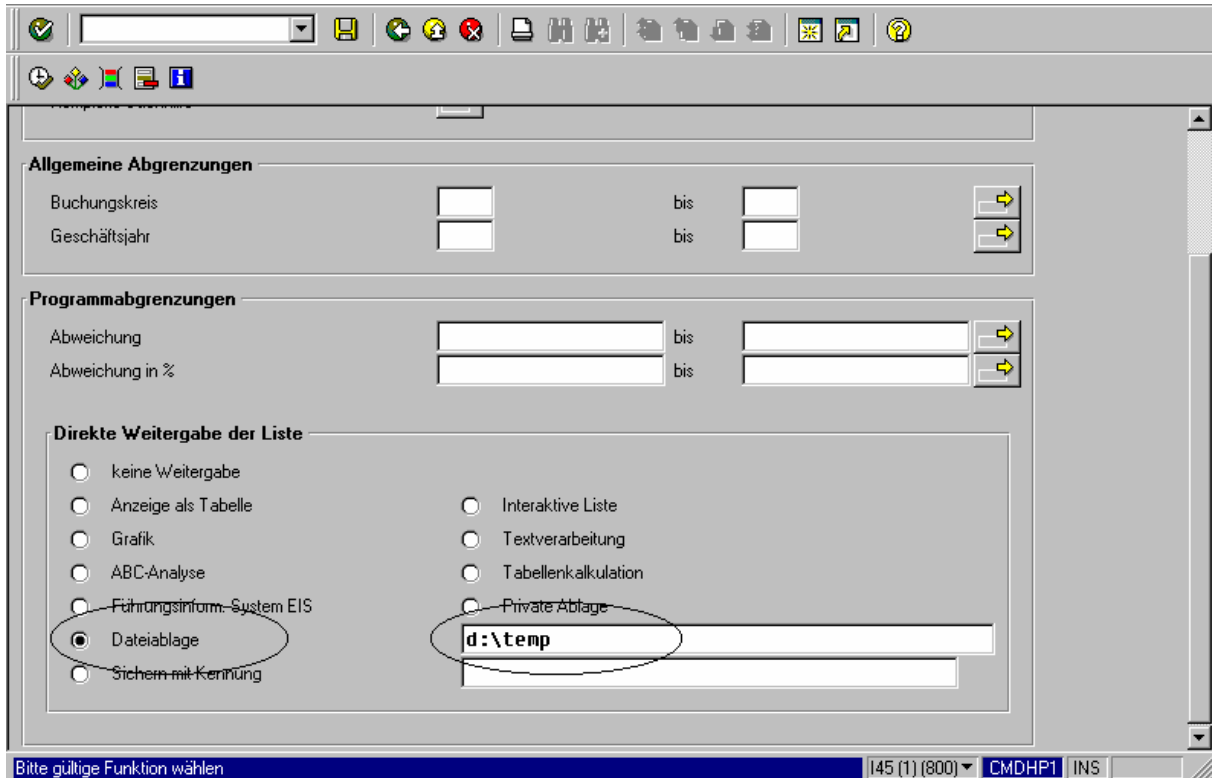 Allgemeine Abgrenzungen
Buchungskreis bis
Geschäftsjahr bis
Programmabgrenzungen
Abweichung bis
Abweichung in % bis
Direkte Weitergabe der Liste
keine Weitergabe
Anzeige als Tabelle Interaktive Liste
Grafik Textverarbeitung
ABC-Analyse Tabellenkalkulation
Führungsinform. System EIS Private Ablage
Dateiablage d:\temp
Sichern mit Kennung
Bitte gültige Funktion wählen I45 (1) (800) CMDHP1 INS